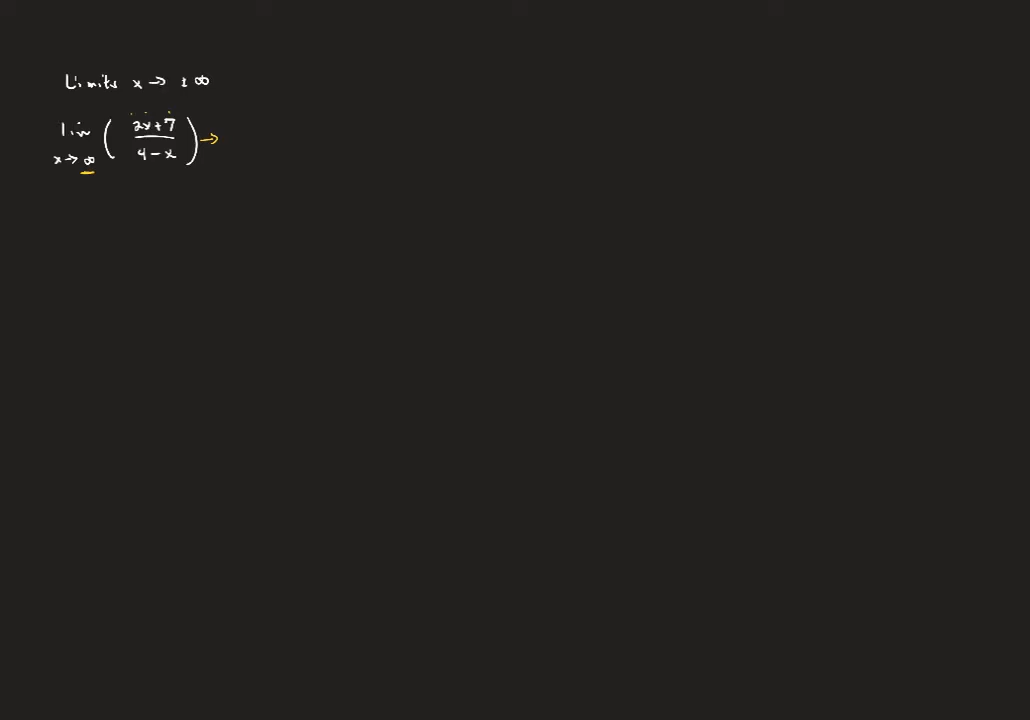 Limits x → ±∞
lim x→∞ ( (2x+7)/(4-x) ) →